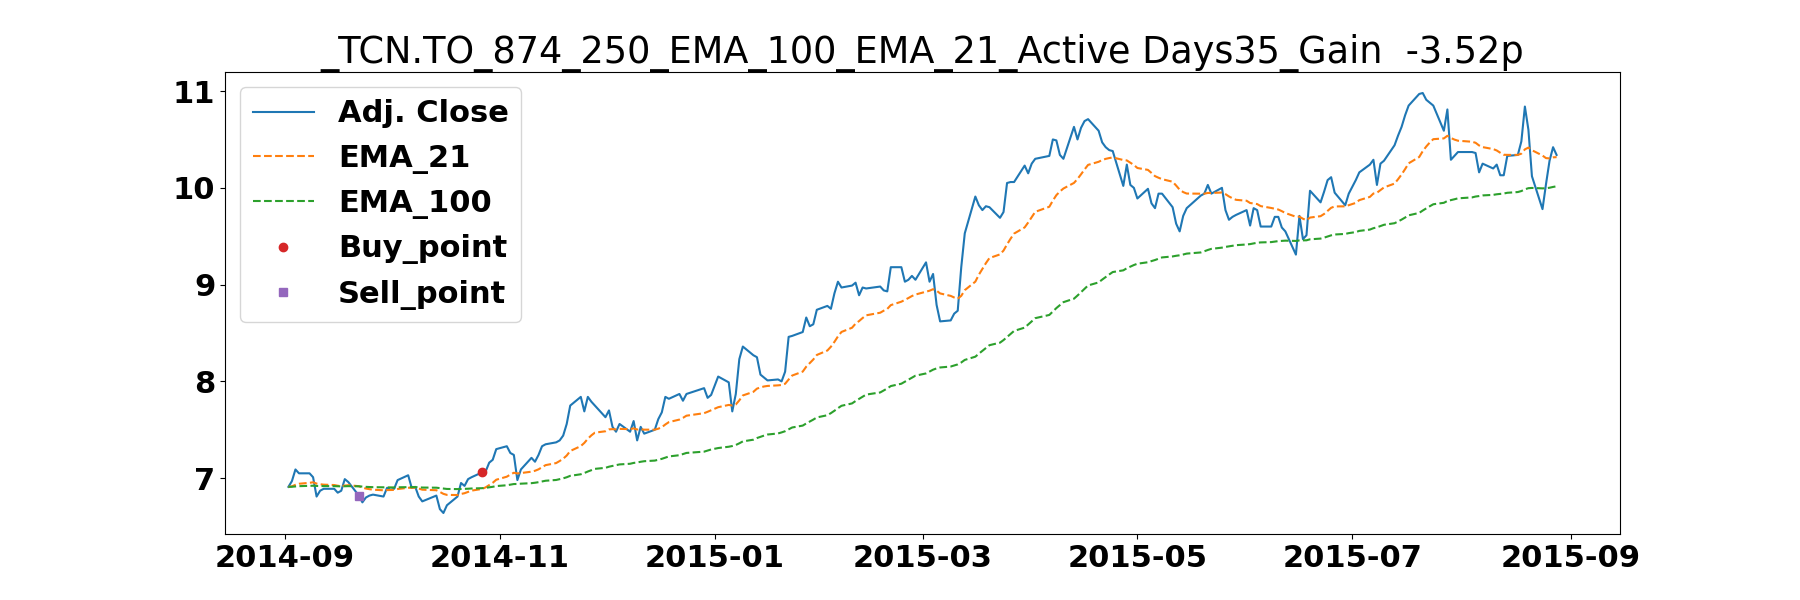 _TCN.TO_874_250_EMA_100_EMA_21_Active Days35_Gain  -3.52p
11
10
9
8
7
Adj. Close
EMA_21
EMA_100
Buy_point
Sell_point
2014-09 2014-11 2015-01 2015-03 2015-05 2015-07 2015-09